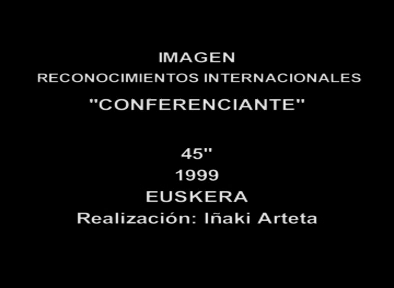 IMAGEN
RECONOCIMIENTOS INTERNACIONALES
"CONFERENCIANTE"
45"
1999
EUSKERA
Realización: Iñaki Arteta